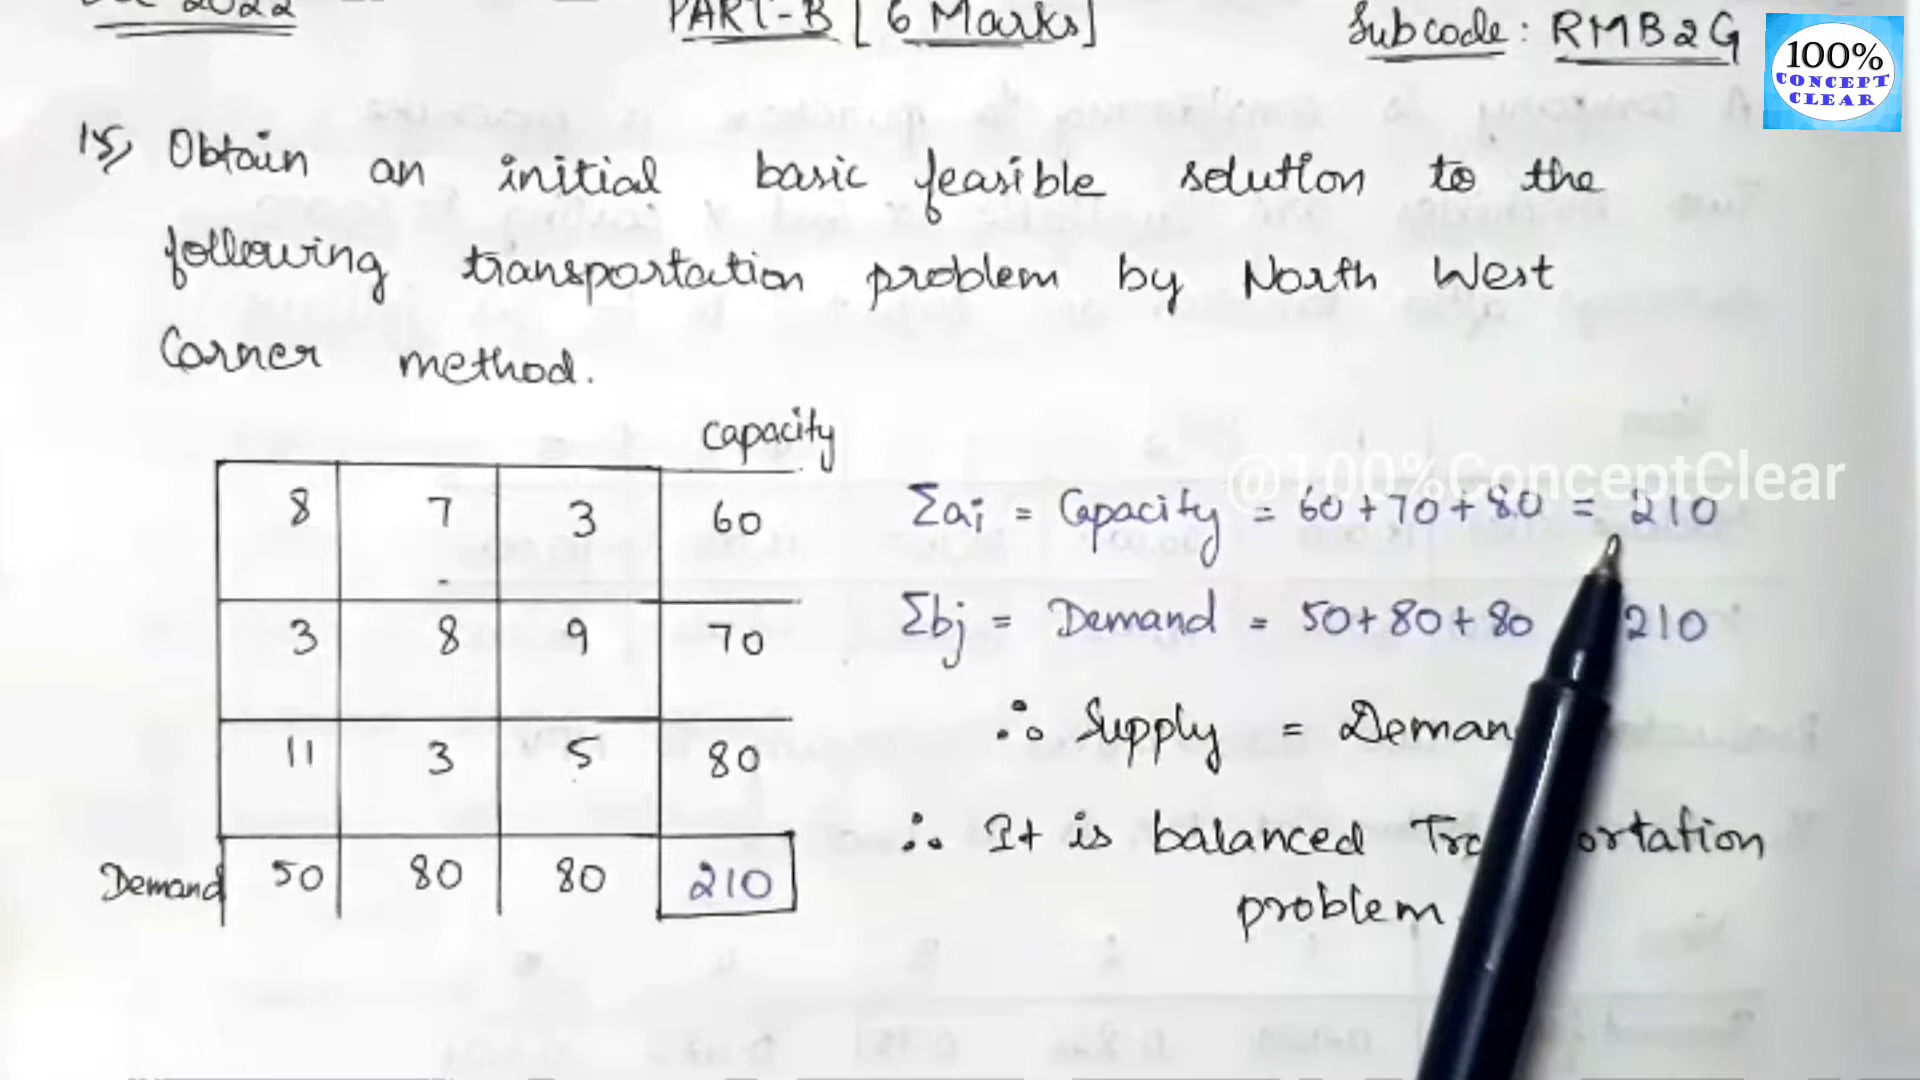 2022
PART-B [ 6 Marks]
Subcode: RMB2G
100%
CONCEPT
CLEAR
15, Obtain an initial basic feasible solution to the
following transportation problem by North West
Corner method.
capacity
8 7 3 60
3 8 9 70
11 3 5 80
Demand 50 80 80 210
@100%ConceptClear
Σai = Capacity = 60+70+80 = 210
Σbj = Demand = 50+80+80 210
∴ Supply = Deman
∴ It is balanced Tra ortation
problem.